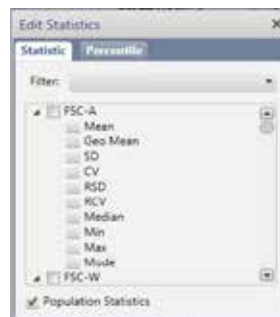 Edit Statistics
Statistic Percentile
Filter:
FSC-A
Mean
Geo Mean
SD
CV
RSD
RCV
Median
Min
Max
Mode
FSC-W
Population Statistics